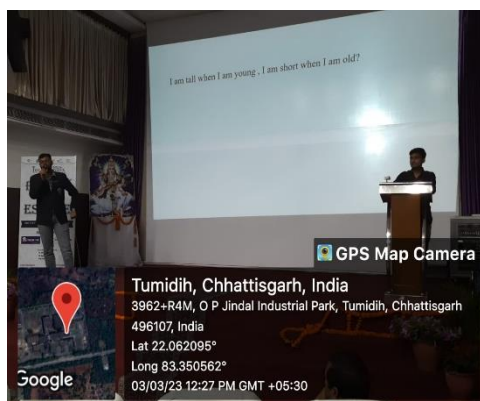 I am tall when I am young , I am short when I am old?
GPS Map Camera
Tumidih, Chhattisgarh, India
3962+R4M, O P Jindal Industrial Park, Tumidih, Chhattisgarh
496107, India
Lat 22.062095°
Long 83.350562°
03/03/23 12:27 PM GMT +05:30
Google